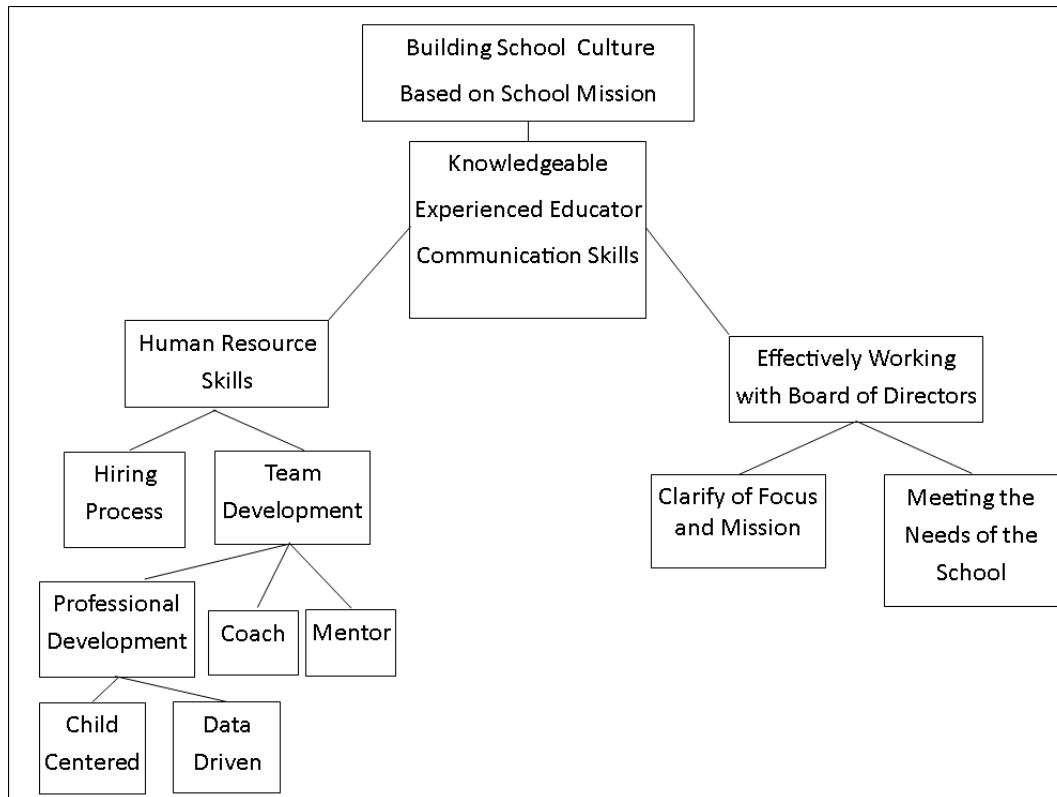 Building School Culture
Based on School Mission
Knowledgeable
Experienced Educator
Communication Skills
Human Resource
Skills
Effectively Working
with Board of Directors
Hiring
Process
Team
Development
Clarify of Focus
and Mission
Meeting the
Needs of the
School
Professional
Development
Coach
Mentor
Child
Centered
Data
Driven